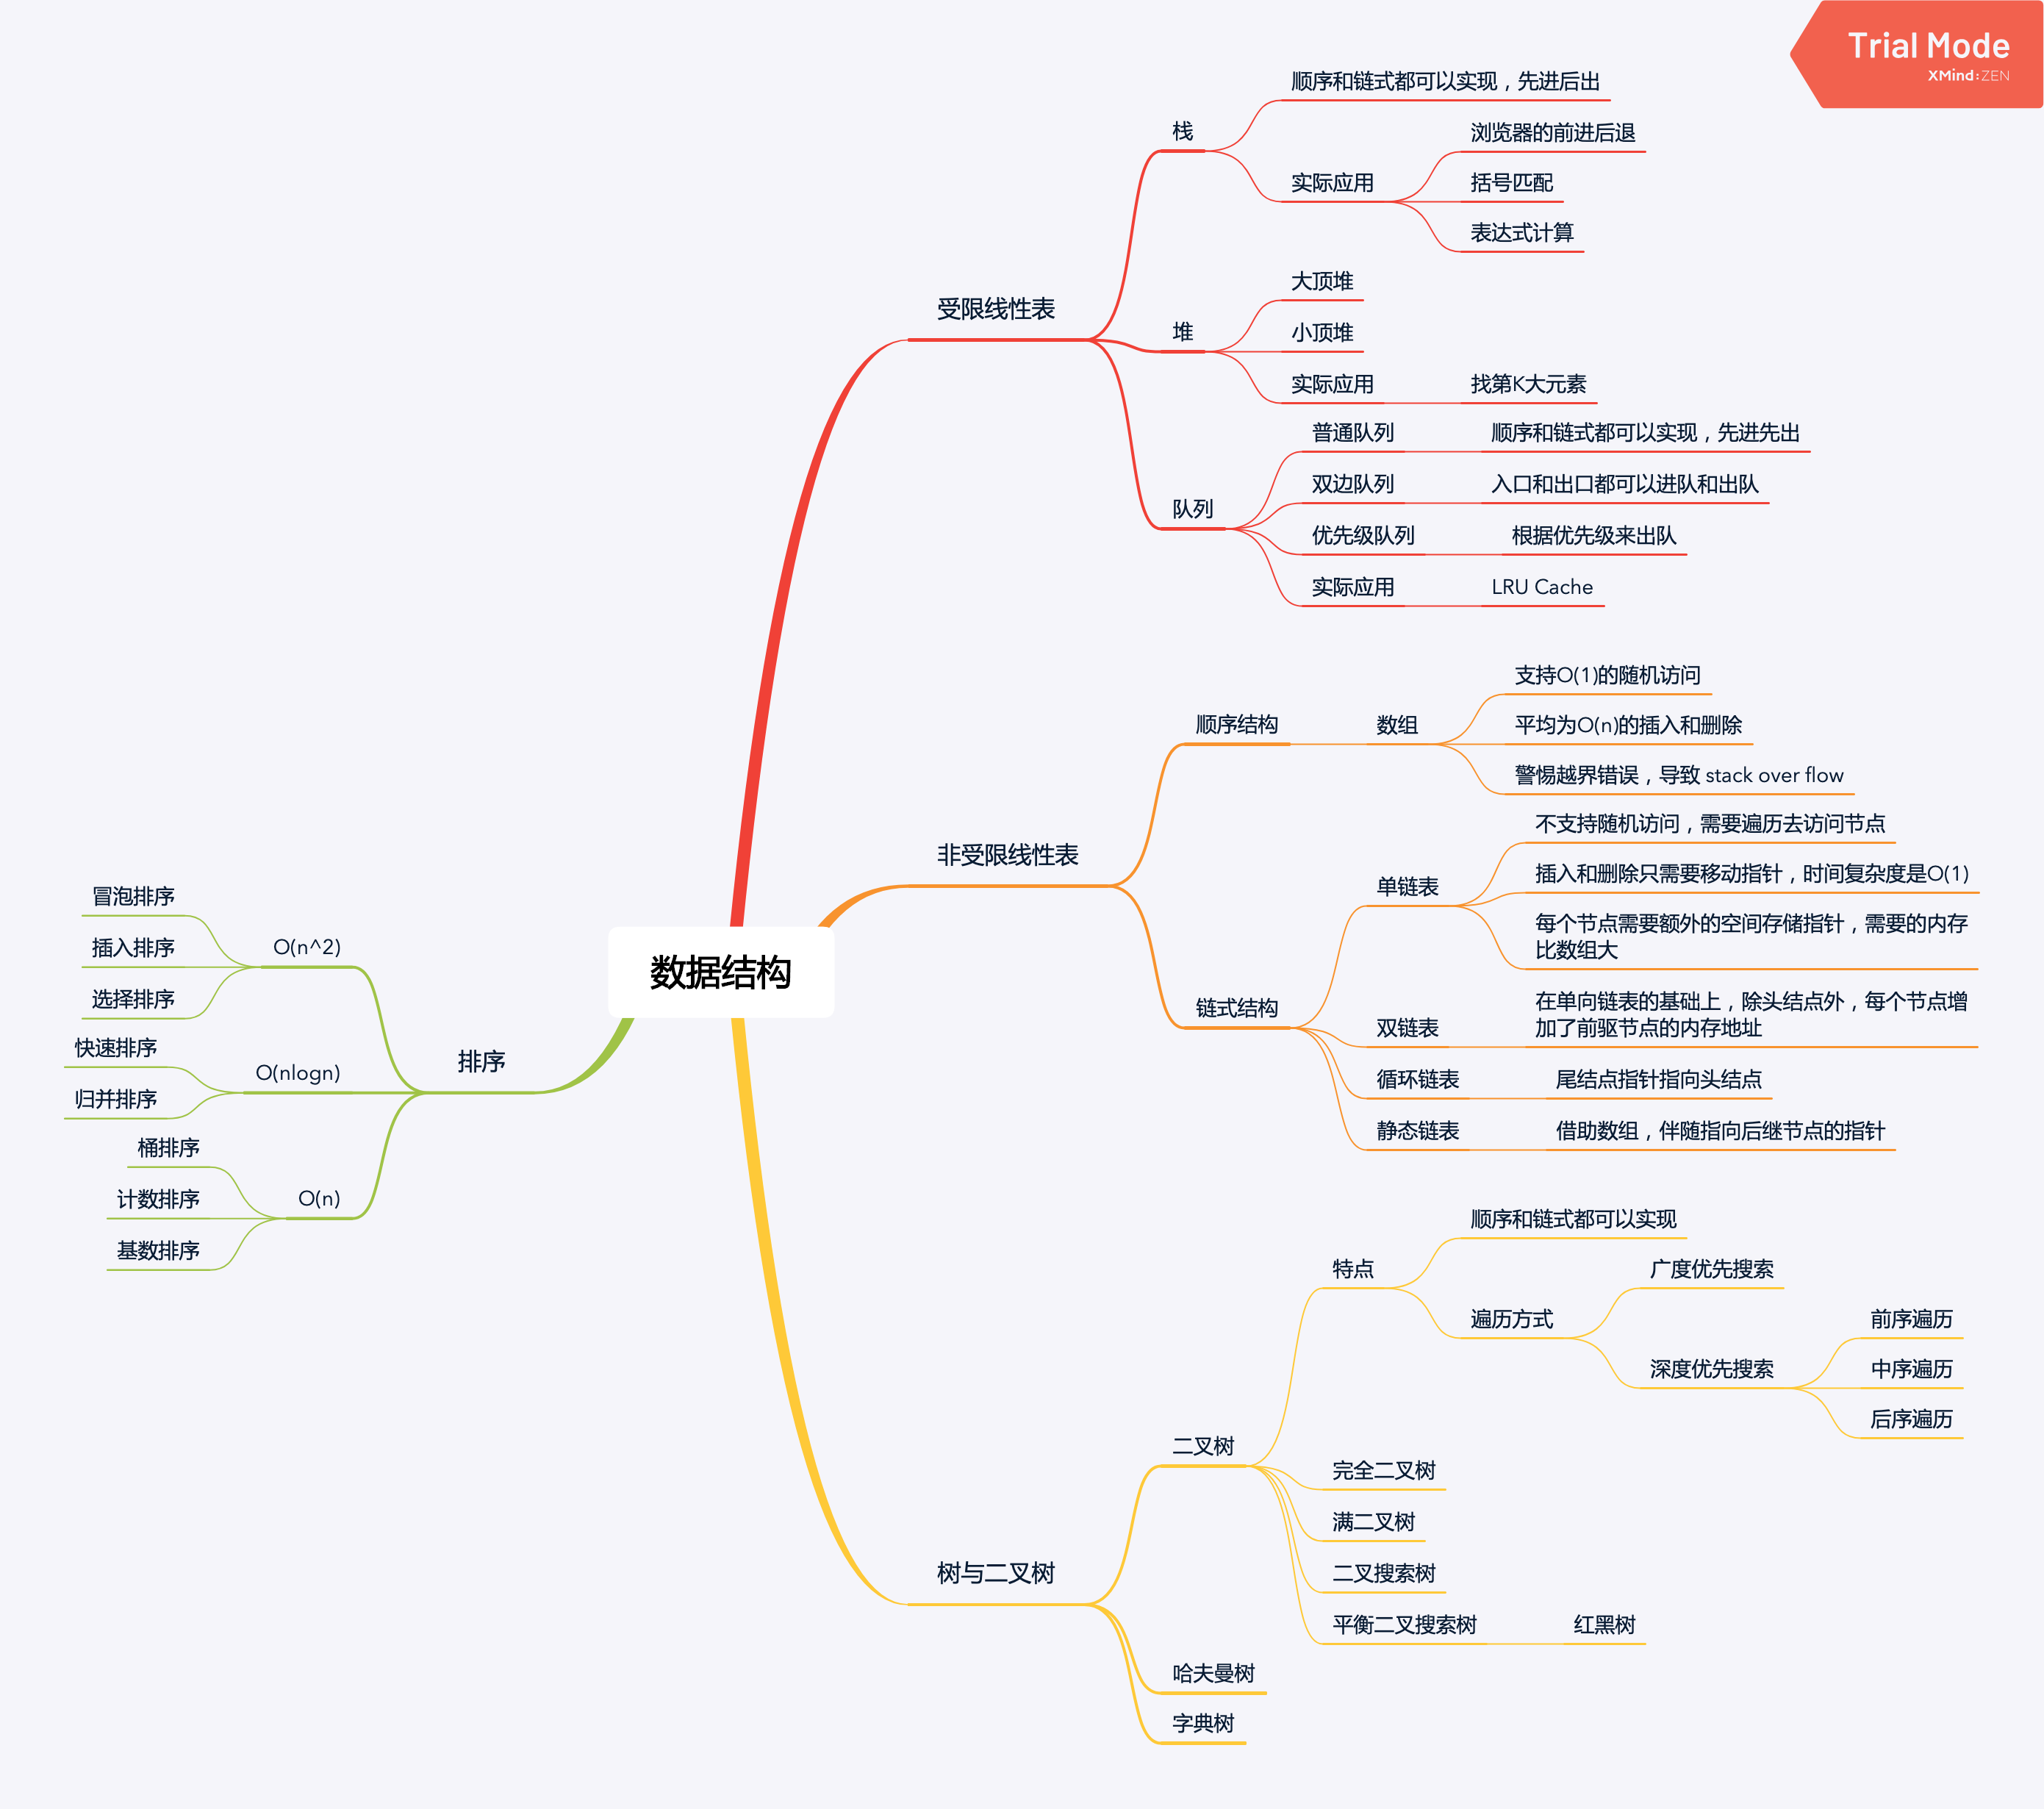 Trial Mode
XMind:ZEN
数据结构
受限线性表
栈
顺序和链式都可以实现，先进后出
实际应用
浏览器的前进后退
括号匹配
表达式计算
堆
大顶堆
小顶堆
实际应用
找第K大元素
队列
普通队列
顺序和链式都可以实现，先进先出
双边队列
入口和出口都可以进队和出队
优先级队列
根据优先级来出队
实际应用
LRU Cache
非受限线性表
顺序结构
数组
支持O(1)的随机访问
平均为O(n)的插入和删除
警惕越界错误，导致 stack over flow
链式结构
单链表
不支持随机访问，需要遍历去访问节点
插入和删除只需要移动指针，时间复杂度是O(1)
每个节点需要额外的空间存储指针，需要的内存
比数组大
双链表
在单向链表的基础上，除头结点外，每个节点增
加了前驱节点的内存地址
循环链表
尾结点指针指向头结点
静态链表
借助数组，伴随指向后继节点的指针
树与二叉树
二叉树
特点
顺序和链式都可以实现
遍历方式
广度优先搜索
深度优先搜索
前序遍历
中序遍历
后序遍历
完全二叉树
满二叉树
二叉搜索树
平衡二叉搜索树
红黑树
哈夫曼树
字典树
排序
O(n^2)
冒泡排序
插入排序
选择排序
O(nlogn)
快速排序
归并排序
O(n)
桶排序
计数排序
基数排序